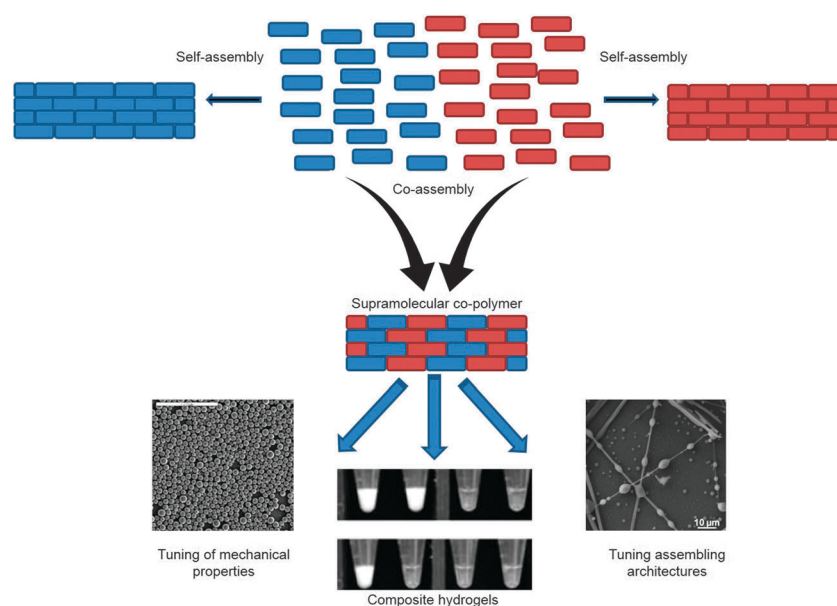 Self-assembly
Self-assembly
Co-assembly
Supramolecular co-polymer
10 μm
Tuning of mechanical
properties
Composite hydrogels
Tuning assembling
architectures